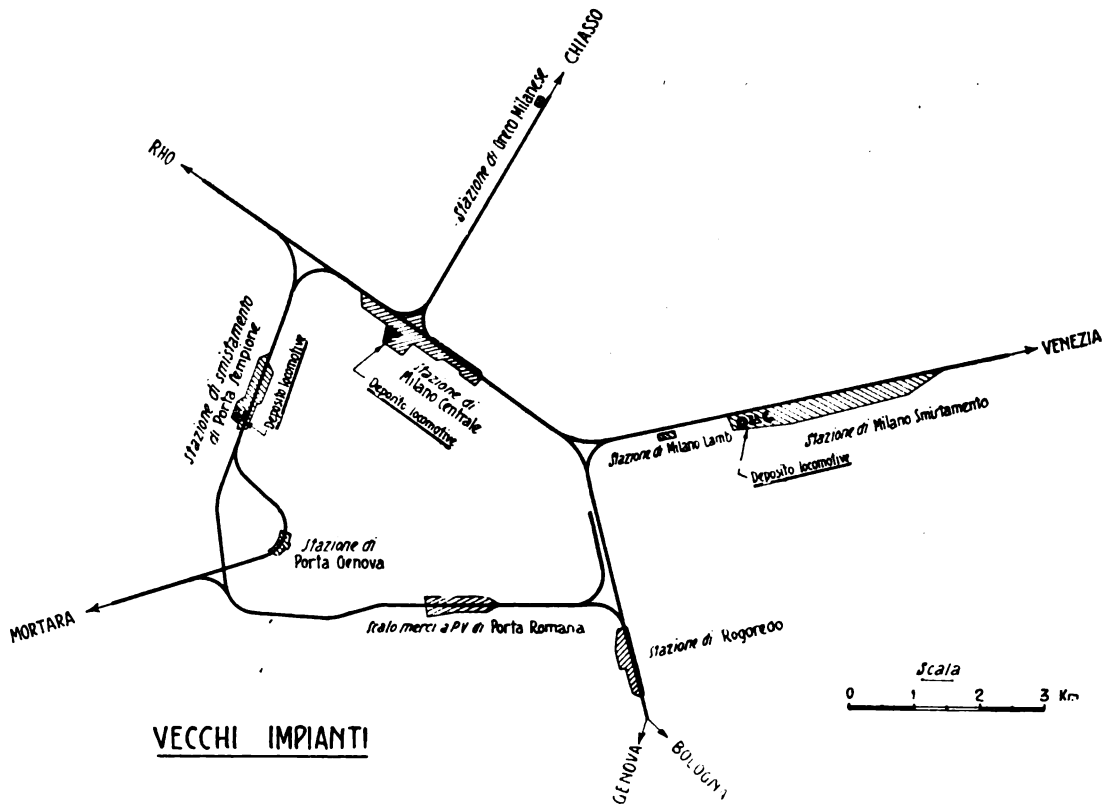 CHIASSO
Stazione di Greco Milanese
RHO
Stazione di smistamento
di Porta Sempione
Deposito locomotive
Stazione di
Milano Centrale
Deposito locomotive
VENEZIA
Stazione di Milano Smistamento
Stazione di Milano Lamb
Deposito locomotive
Stazione di
Porta Genova
MORTARA
Scalo merci a PV di Porta Romana
Stazione di Rogoredo
Scala
0 1 2 3 Km
VECCHI IMPIANTI
GENOVA
BOLOGNA